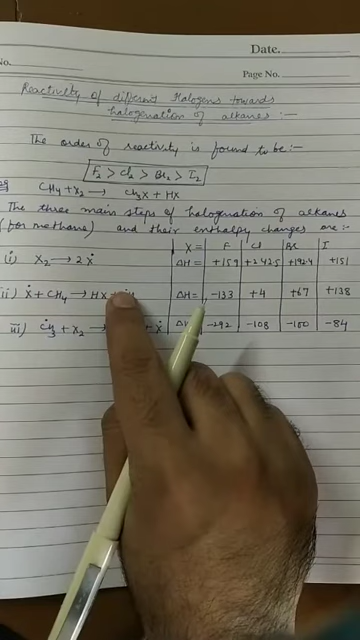 Date.
No.
Page No.
Reactivity of different Halogens towards
halogenation of alkanes :-
The order of reactivity is found to be:-
F₂ > Cl₂ > Br₂ > I₂
eg CH₄ + X₂ → CH₃X + HX
The three main steps of halogenation of alkanes
(for methane) and their enthalpy changes are:-
X = F Cl Br I
(i) X₂ → 2Ẋ ΔH = +159 +242.5 +192.4 +151
ii) Ẋ + CH₄ → HX ΔH = -133 +4 +67 +138
iii) ĊH₃ + X₂ → + Ẋ -292 -108 -100 -84